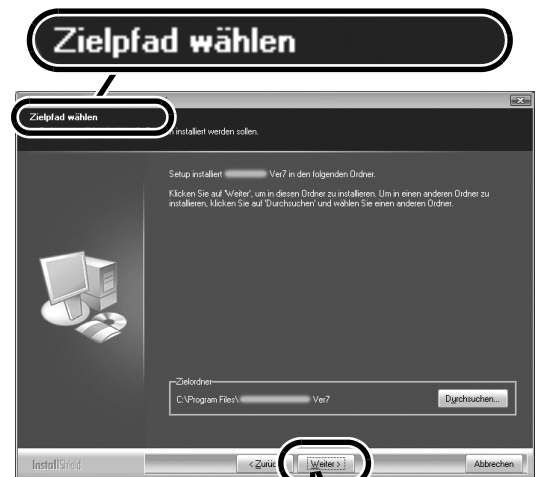 Zielpfad wählen
Zielpfad wählen
installiert werden sollen.
Setup installiert Ver7 in den folgenden Ordner.
Klicken Sie auf 'Weiter', um in diesen Ordner zu installieren. Um in einen anderen Ordner zu
installieren, klicken Sie auf 'Durchsuchen' und wählen Sie einen anderen Ordner.
Zielordner
C:\Program Files\ Ver7
Durchsuchen...
InstallShield
< Zurück
Weiter >
Abbrechen